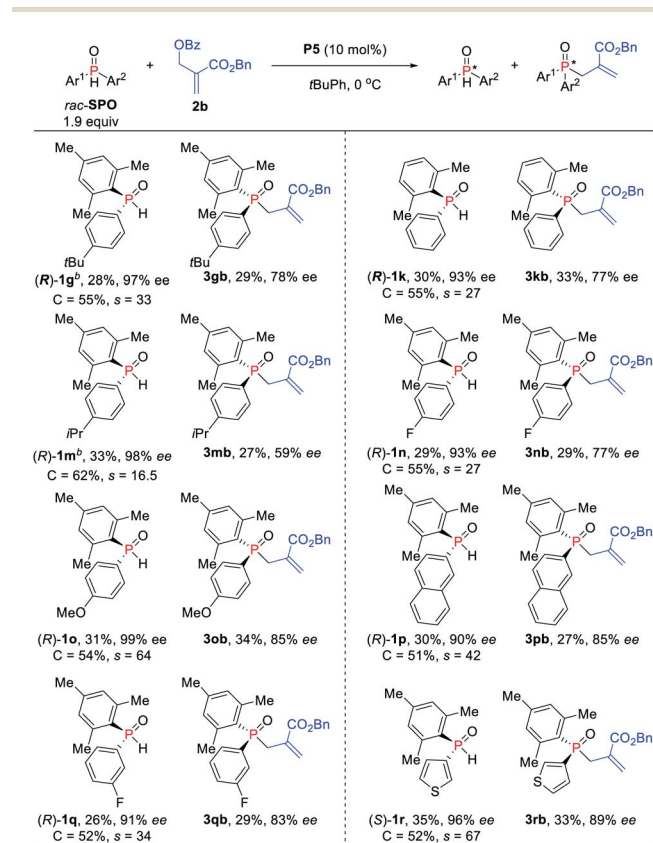 O
Ar1 P Ar2
H
rac-SPO
1.9 equiv
+
OBz
CO2Bn
2b
P5 (10 mol%)
tBuPh, 0 °C
O
Ar1 P* Ar2
H
+
O
Ar1 P*
Ar2
CO2Bn
Me
Me
O
Me P
H
tBu
(R)-1gb, 28%, 97% ee
C = 55%, s = 33
Me
Me
O
CO2Bn
Me P
tBu
3gb, 29%, 78% ee
Me
O
P
Me
H
(R)-1k, 30%, 93% ee
C = 55%, s = 27
Me
O
CO2Bn
P
Me
3kb, 33%, 77% ee
Me
Me
O
Me P
H
iPr
(R)-1mb, 33%, 98% ee
C = 62%, s = 16.5
Me
Me
O
CO2Bn
Me P
iPr
3mb, 27%, 59% ee
Me
Me
O
Me P
H
F
(R)-1n, 29%, 93% ee
C = 55%, s = 27
Me
Me
O
CO2Bn
Me P
F
3nb, 29%, 77% ee
Me
Me
O
Me P
H
MeO
(R)-1o, 31%, 99% ee
C = 54%, s = 64
Me
Me
O
CO2Bn
Me P
MeO
3ob, 34%, 85% ee
Me
Me
O
Me P
H
(R)-1p, 30%, 90% ee
C = 51%, s = 42
Me
Me
O
CO2Bn
Me P
3pb, 27%, 85% ee
Me
Me
O
Me P
H
F
(R)-1q, 26%, 91% ee
C = 52%, s = 34
Me
Me
O
CO2Bn
Me P
F
3qb, 29%, 83% ee
Me
Me
O
Me P
H
S
(S)-1r, 35%, 96% ee
C = 52%, s = 67
Me
Me
O
CO2Bn
Me P
S
3rb, 33%, 89% ee